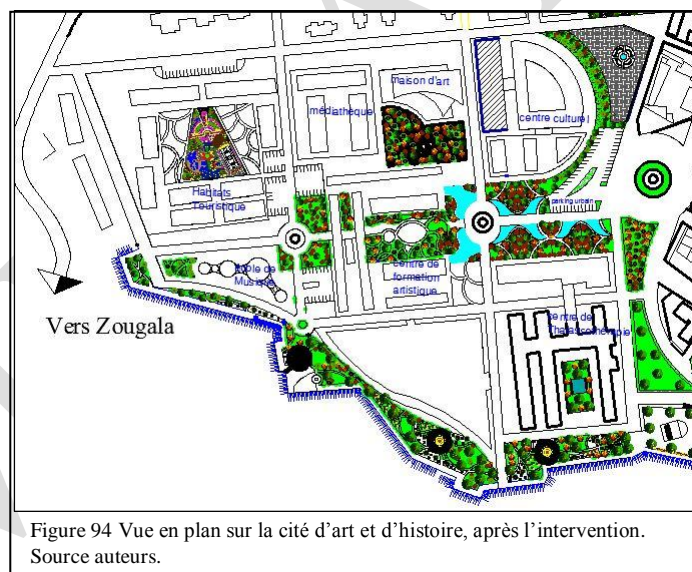 maison d'art
médiathèque
centre culturel
Habitats
Touristique
parking urbain
école de
Musique
centre de
formation
artistique
centre de
Thalassothérapie
Vers Zougala
Figure 94 Vue en plan sur la cité d'art et d'histoire, après l'intervention.
Source auteurs.